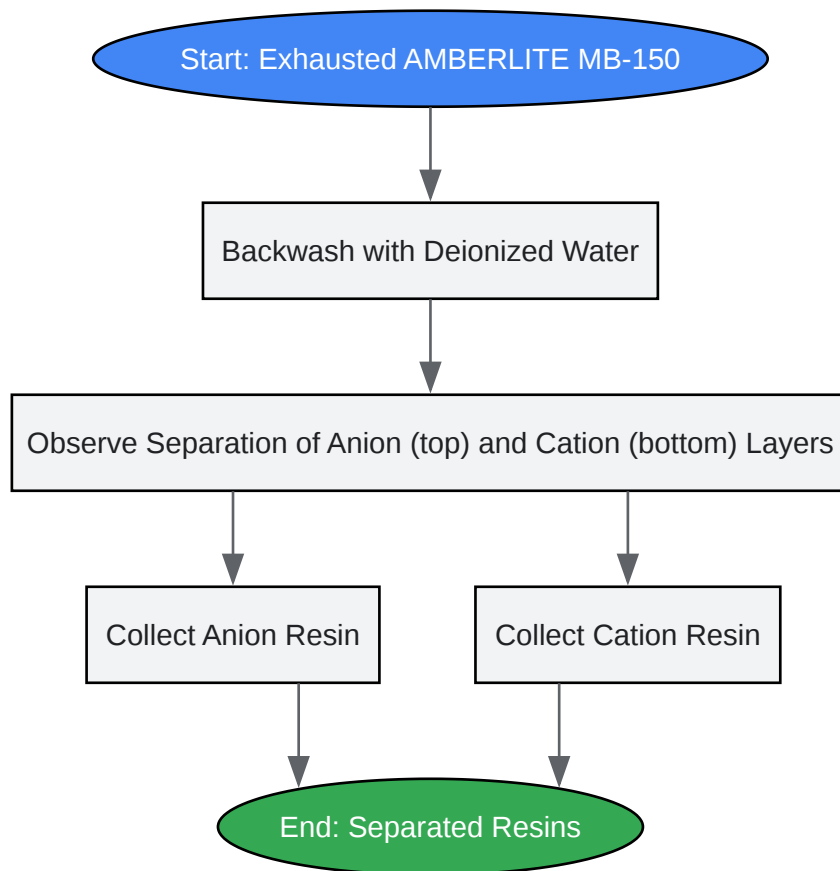 Start: Exhausted AMBERLITE MB-150
Backwash with Deionized Water
Observe Separation of Anion (top) and Cation (bottom) Layers
Collect Anion Resin
Collect Cation Resin
End: Separated Resins